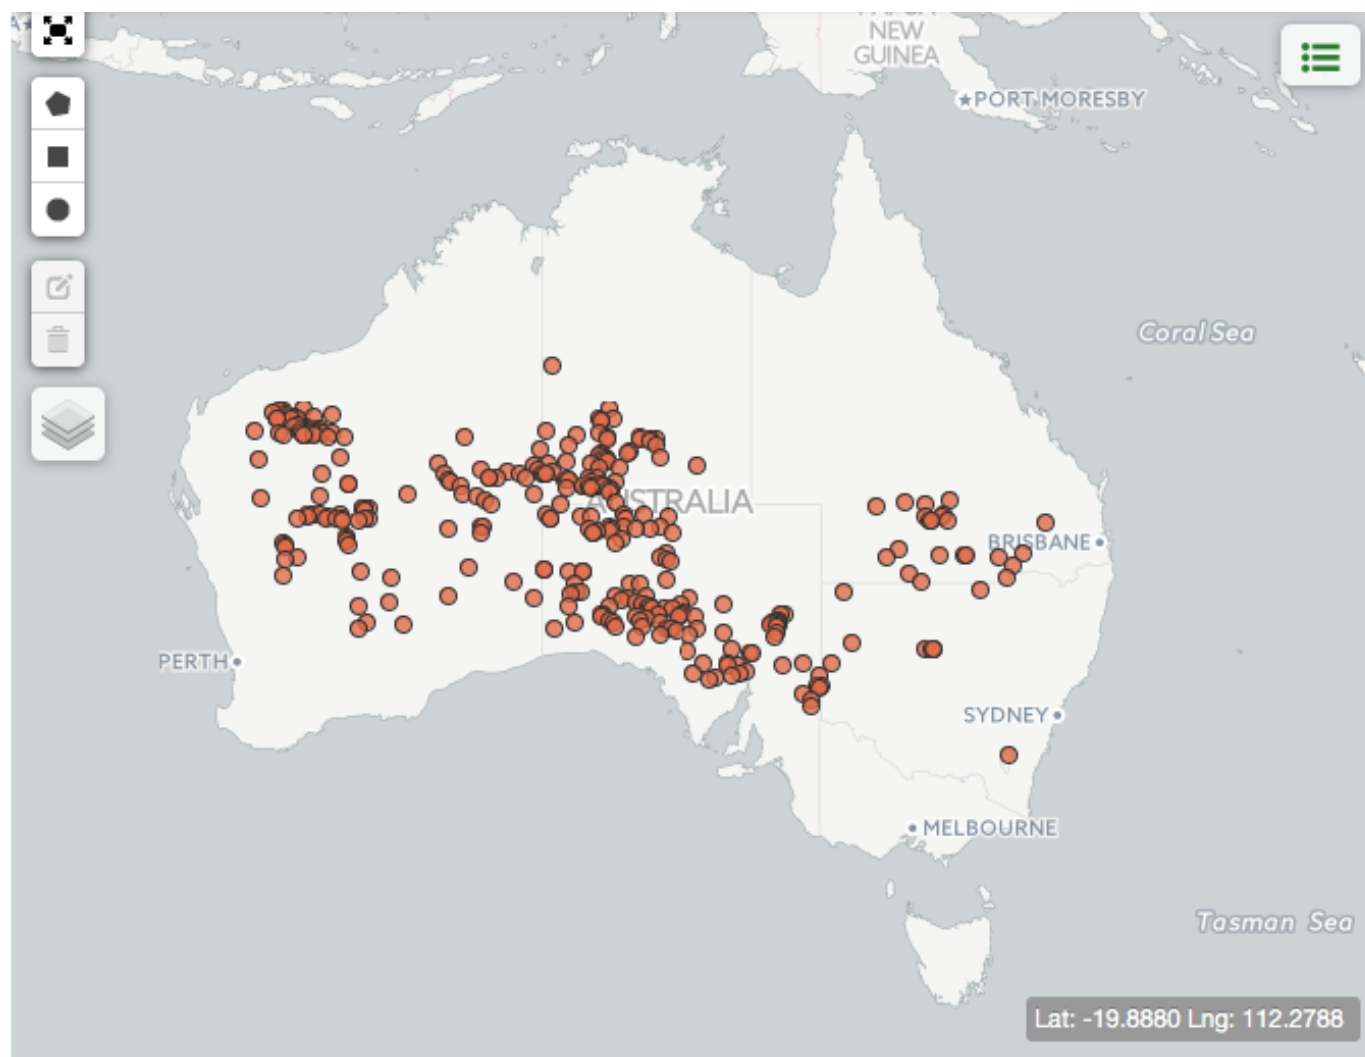 PAPUA
NEW
GUINEA
★PORT MORESBY
Coral Sea
AUSTRALIA
BRISBANE
PERTH
SYDNEY
MELBOURNE
Tasman Sea
Lat: -19.8880 Lng: 112.2788